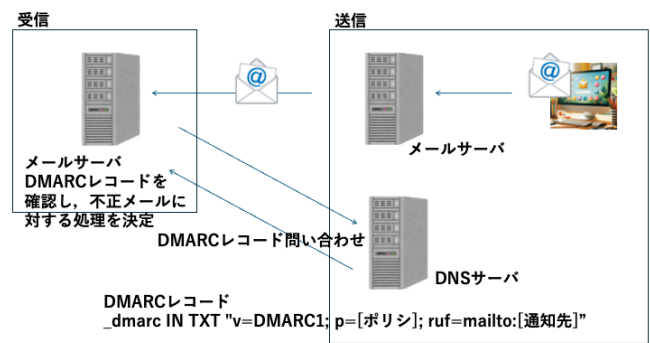 受信
送信
メールサーバ
DMARCレコードを
確認し，不正メールに
対する処理を決定
メールサーバ
DMARCレコード問い合わせ
DNSサーバ
DMARCレコード
_dmarc IN TXT "v=DMARC1; p=[ポリシ]; ruf=mailto:[通知先]”